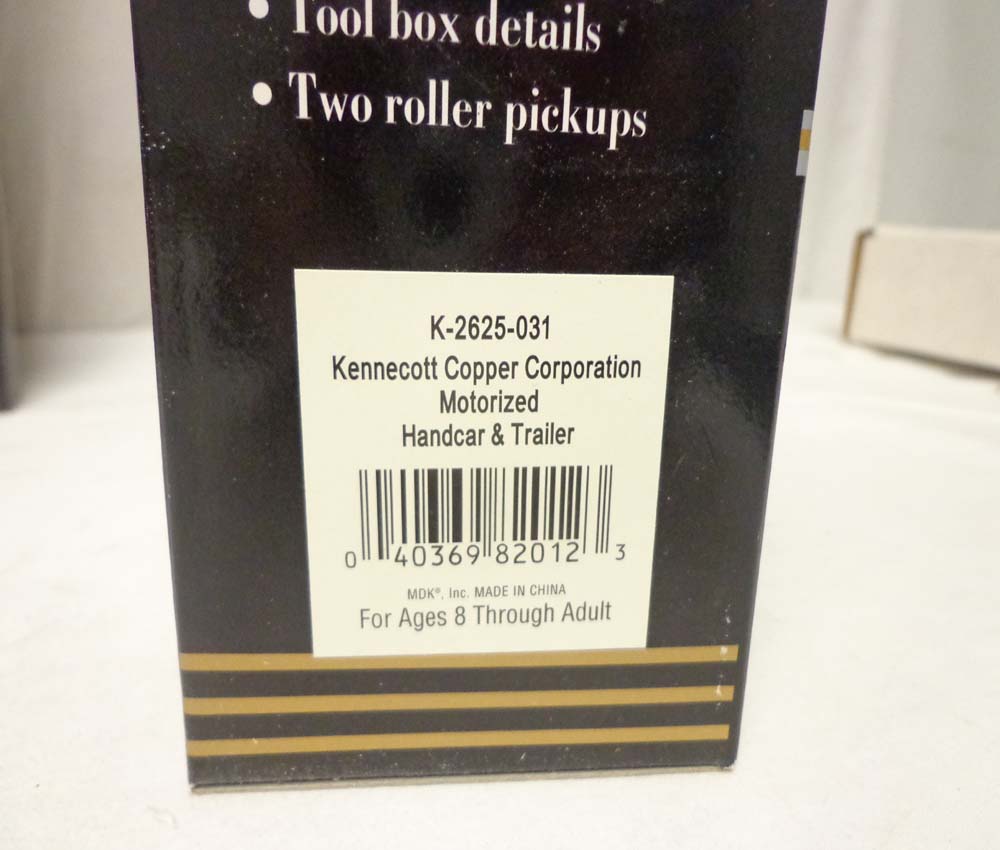 • Tool box details
• Two roller pickups
K-2625-031
Kennecott Copper Corporation
Motorized
Handcar & Trailer
0 40369 82012 3
MDK®, Inc. MADE IN CHINA
For Ages 8 Through Adult